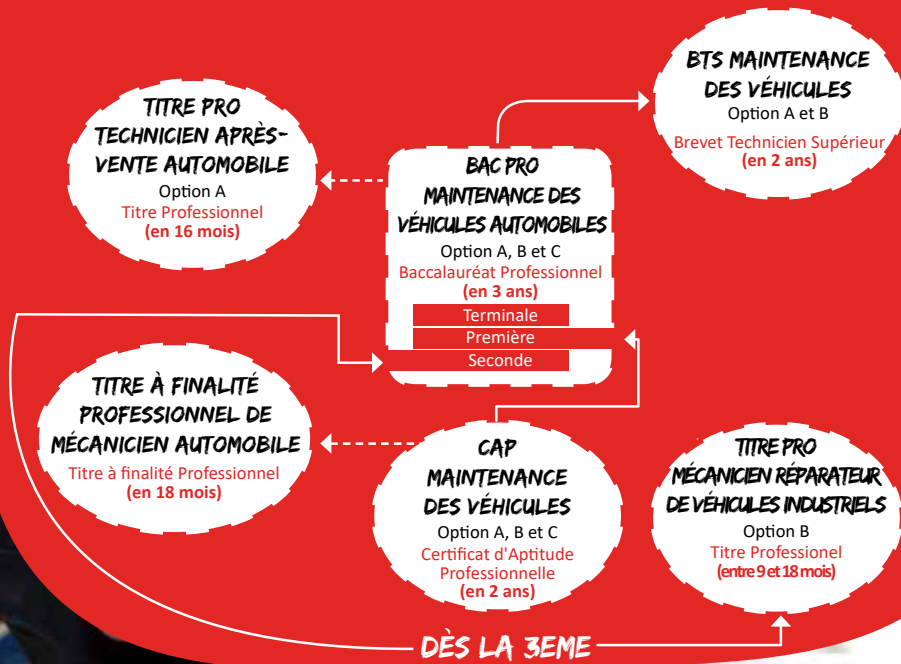 BTS MAINTENANCE
DES VÉHICULES
Option A et B
Brevet Technicien Supérieur
(en 2 ans)
TITRE PRO
TECHNICIEN APRÈS-
VENTE AUTOMOBILE
Option A
Titre Professionnel
(en 16 mois)
BAC PRO
MAINTENANCE DES
VÉHICULES AUTOMOBILES
Option A, B et C
Baccalauréat Professionnel
(en 3 ans)
Terminale
Première
Seconde
TITRE À FINALITÉ
PROFESSIONNEL DE
MÉCANICIEN AUTOMOBILE
Titre à finalité Professionnel
(en 18 mois)
CAP
MAINTENANCE
DES VÉHICULES
Option A, B et C
Certificat d'Aptitude
Professionnelle
(en 2 ans)
TITRE PRO
MÉCANICIEN RÉPARATEUR
DE VÉHICULES INDUSTRIELS
Option B
Titre Professionel
(entre 9 et 18 mois)
DÈS LA 3EME